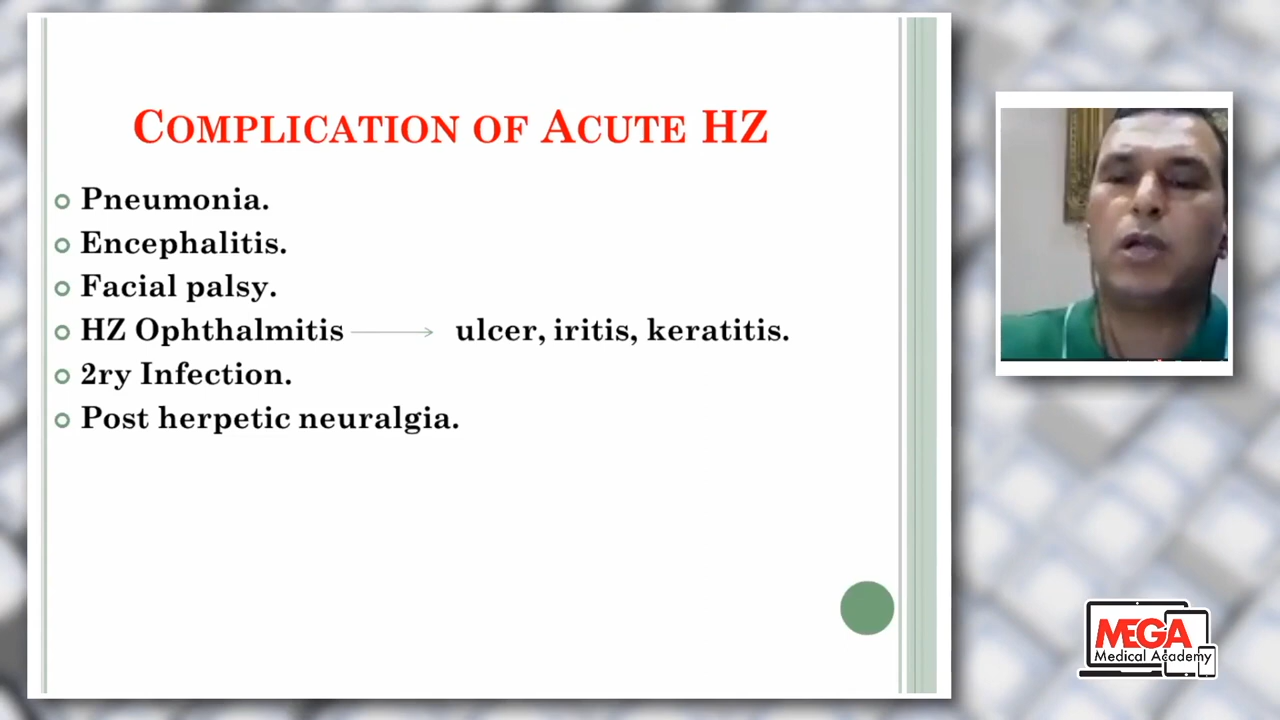 COMPLICATION OF ACUTE HZ
Pneumonia.
Encephalitis.
Facial palsy.
HZ Ophthalmitis → ulcer, iritis, keratitis.
2ry Infection.
Post herpetic neuralgia.
MEGA
Medical Academy